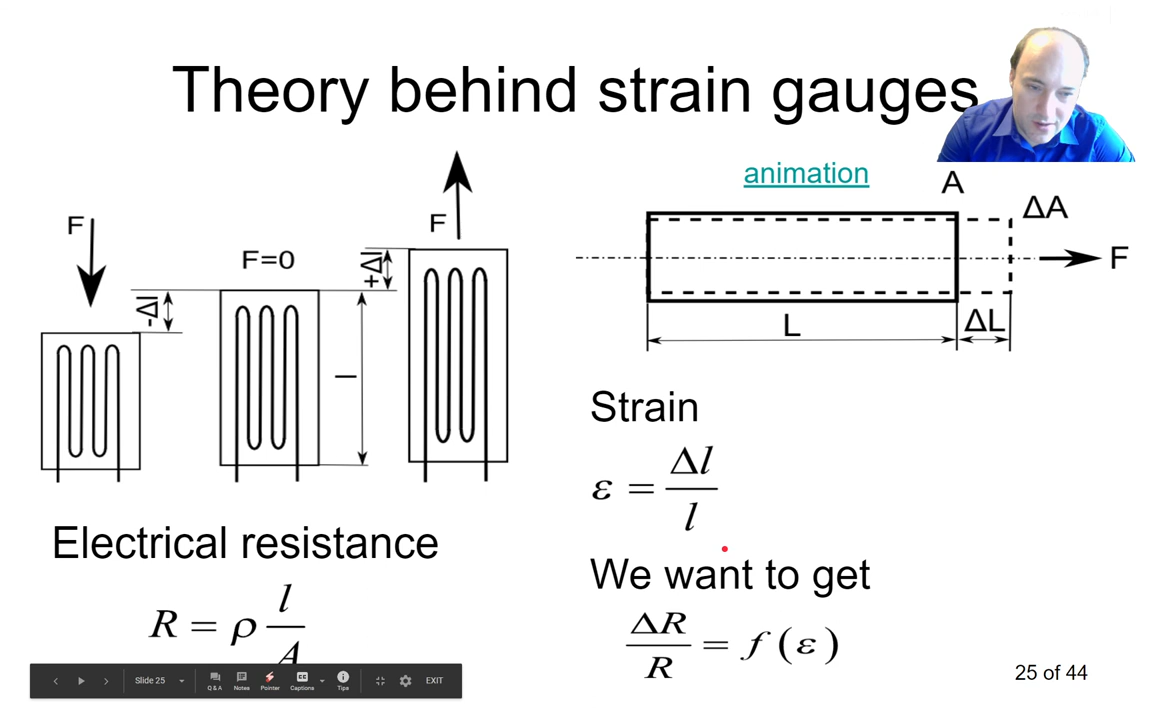 Theory behind strain gauges
F
-Δl
F=0
l
+Δl
F
animation
A
ΔA
F
L
ΔL
Strain
ε = Δl / l
We want to get
ΔR / R = f(ε)
Electrical resistance
R = ρ l / A
Slide 25
Q & A
Notes
Pointer
CC
Captions
Tips
EXIT
25 of 44